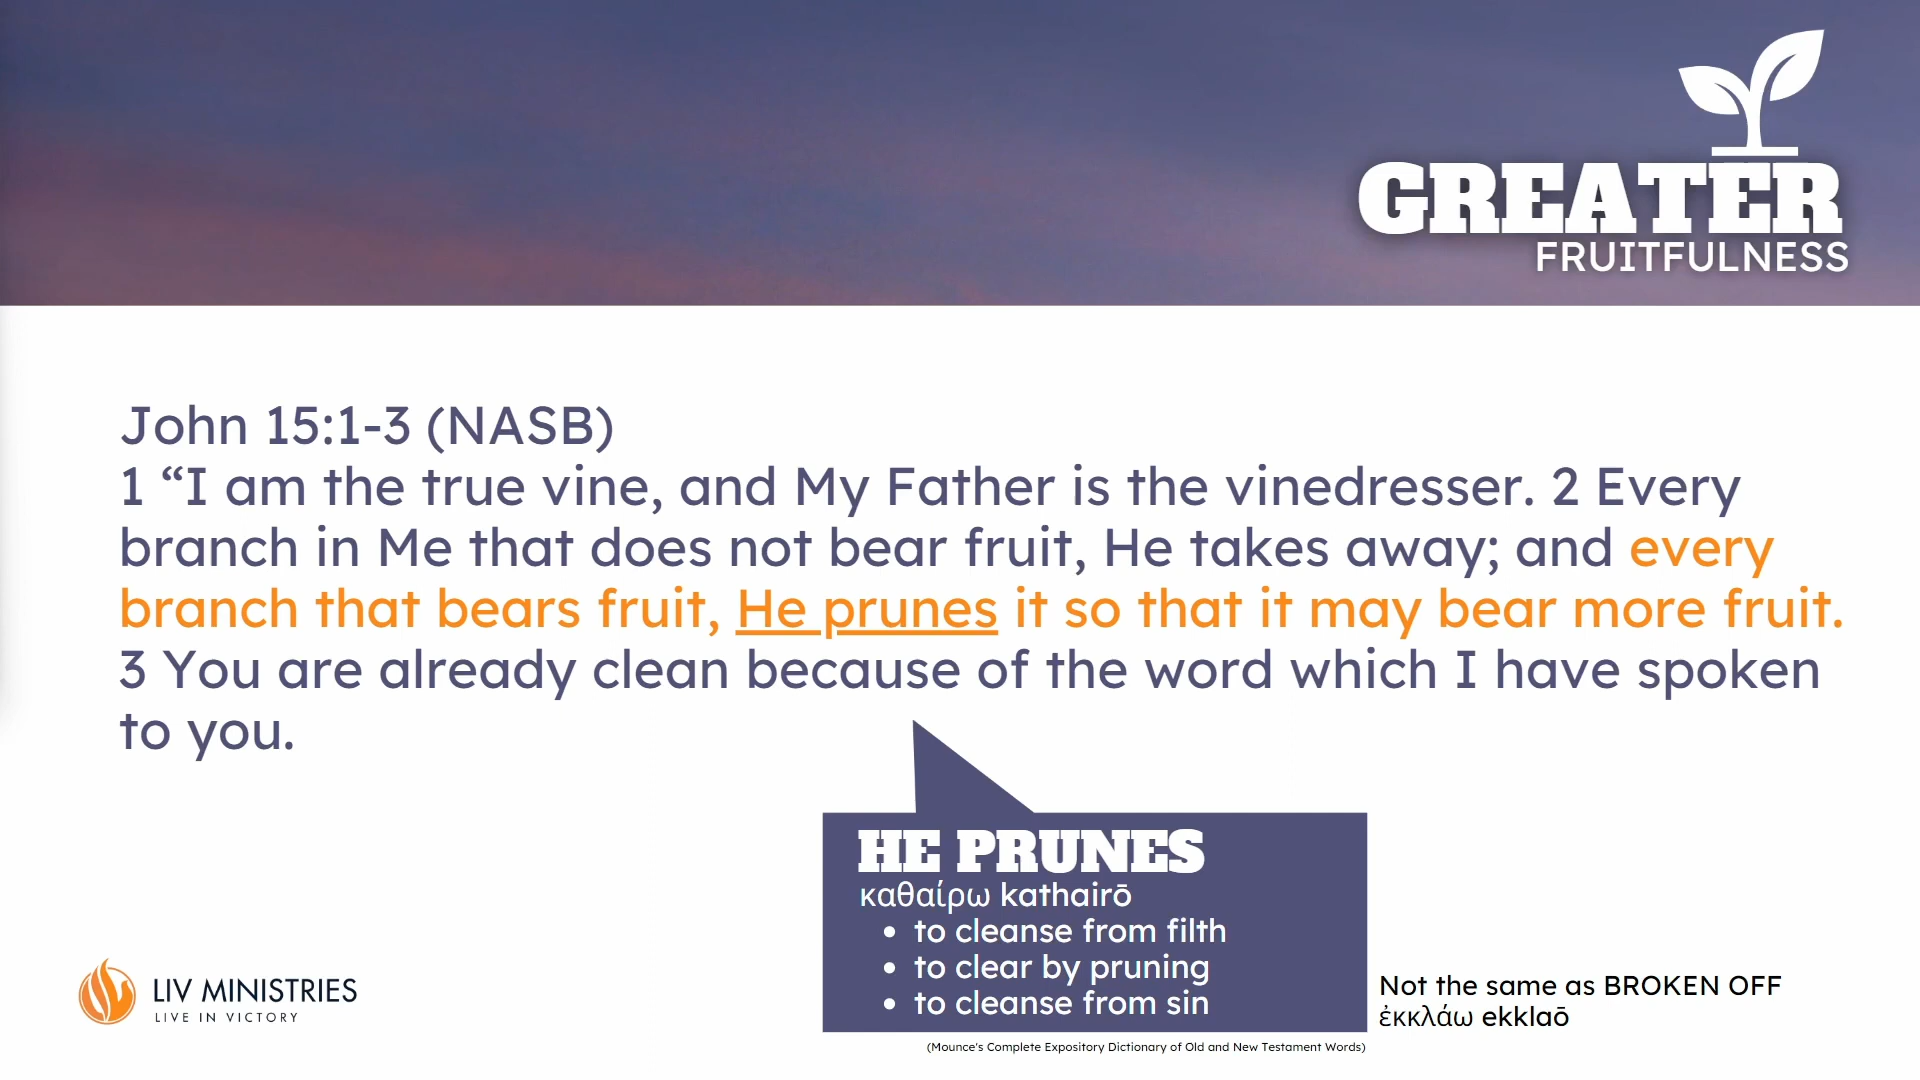 GREATER
FRUITFULNESS
John 15:1-3 (NASB)
1 “I am the true vine, and My Father is the vinedresser. 2 Every
branch in Me that does not bear fruit, He takes away; and every
branch that bears fruit, He prunes it so that it may bear more fruit.
3 You are already clean because of the word which I have spoken
to you.
HE PRUNES
καθαίρω kathairō
• to cleanse from filth
• to clear by pruning
• to cleanse from sin
(Mounce's Complete Expository Dictionary of Old and New Testament Words)
Not the same as BROKEN OFF
ἐκκλάω ekklaō
LIV MINISTRIES
LIVE IN VICTORY